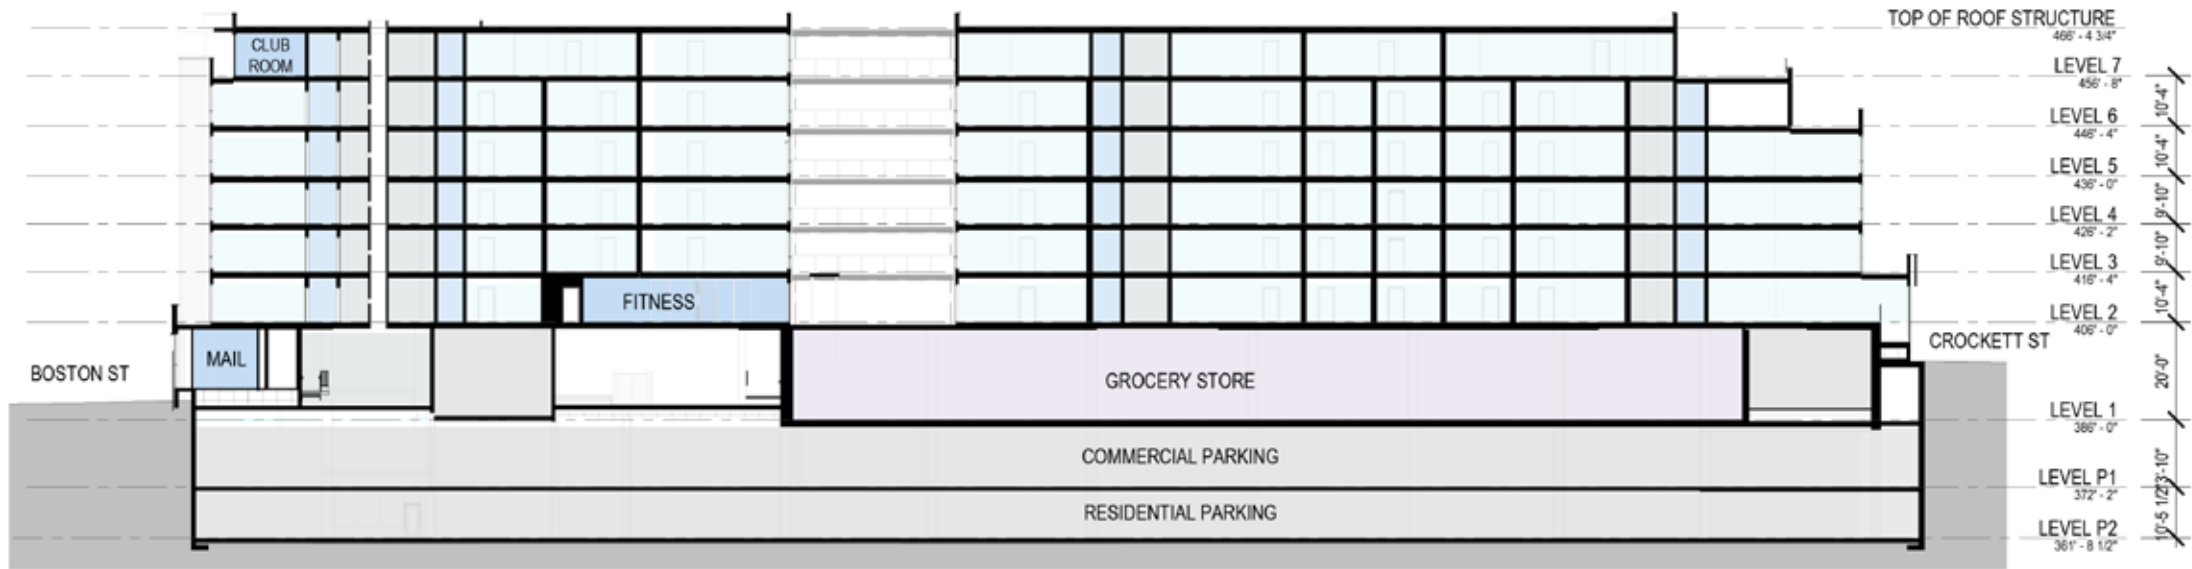 TOP OF ROOF STRUCTURE
466' - 4 3/4"
CLUB
ROOM
LEVEL 7
456' - 8"
10'-4"
LEVEL 6
446' - 4"
10'-4"
LEVEL 5
436' - 0"
9'-10"
LEVEL 4
426' - 2"
9'-10"
LEVEL 3
416' - 4"
FITNESS
10'-4"
LEVEL 2
406' - 0"
CROCKETT ST
MAIL
BOSTON ST
GROCERY STORE
20'-0"
LEVEL 1
386' - 0"
COMMERCIAL PARKING
13'-10"
LEVEL P1
372' - 2"
RESIDENTIAL PARKING
10'-5 1/2"
LEVEL P2
361' - 8 1/2"